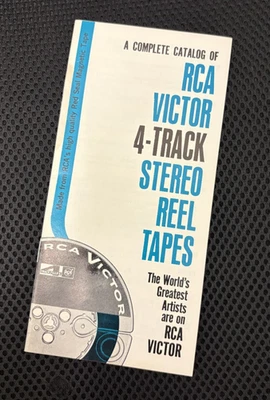 A COMPLETE CATALOG OF
RCA
VICTOR
4-TRACK
STEREO
REEL
TAPES
The World's
Greatest
Artists
are on
RCA
VICTOR
Made from RCA's high quality Red Seal Magnetic Tape
RCA VICTOR